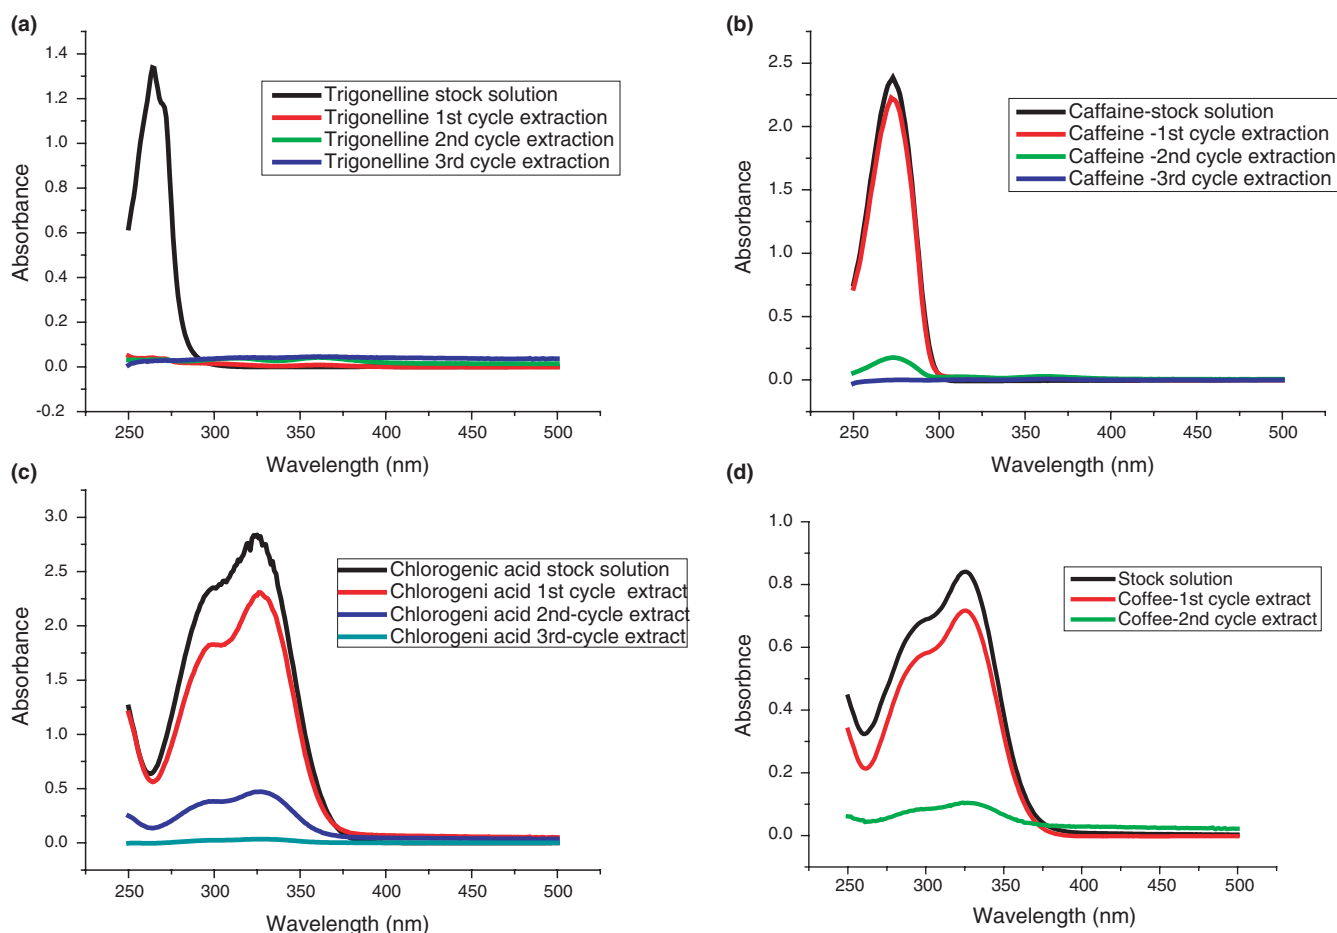 (a)
1.4
1.2
1.0
0.8
0.6
0.4
0.2
0.0
-0.2
Absorbance
250 300 350 400 450 500
Wavelength (nm)
Trigonelline stock solution
Trigonelline 1st cycle extraction
Trigonelline 2nd cycle extraction
Trigonelline 3rd cycle extraction
(b)
2.5
2.0
1.5
1.0
0.5
0.0
Absorbance
250 300 350 400 450 500
Wavelength (nm)
Caffaine-stock solution
Caffeine -1st cycle extraction
Caffeine -2nd cycle extraction
Caffeine -3rd cycle extraction
(c)
3.0
2.5
2.0
1.5
1.0
0.5
0.0
Absorbance
250 300 350 400 450 500
Wavelength (nm)
Chlorogenic acid stock solution
Chlorogeni acid 1st cycle extract
Chlorogeni acid 2nd-cycle extract
Chlorogeni acid 3rd-cycle extract
(d)
1.0
0.8
0.6
0.4
0.2
0.0
Absorbnce
250 300 350 400 450 500
Wavelength (nm)
Stock solution
Coffee-1st cycle extract
Coffee-2nd cycle extract